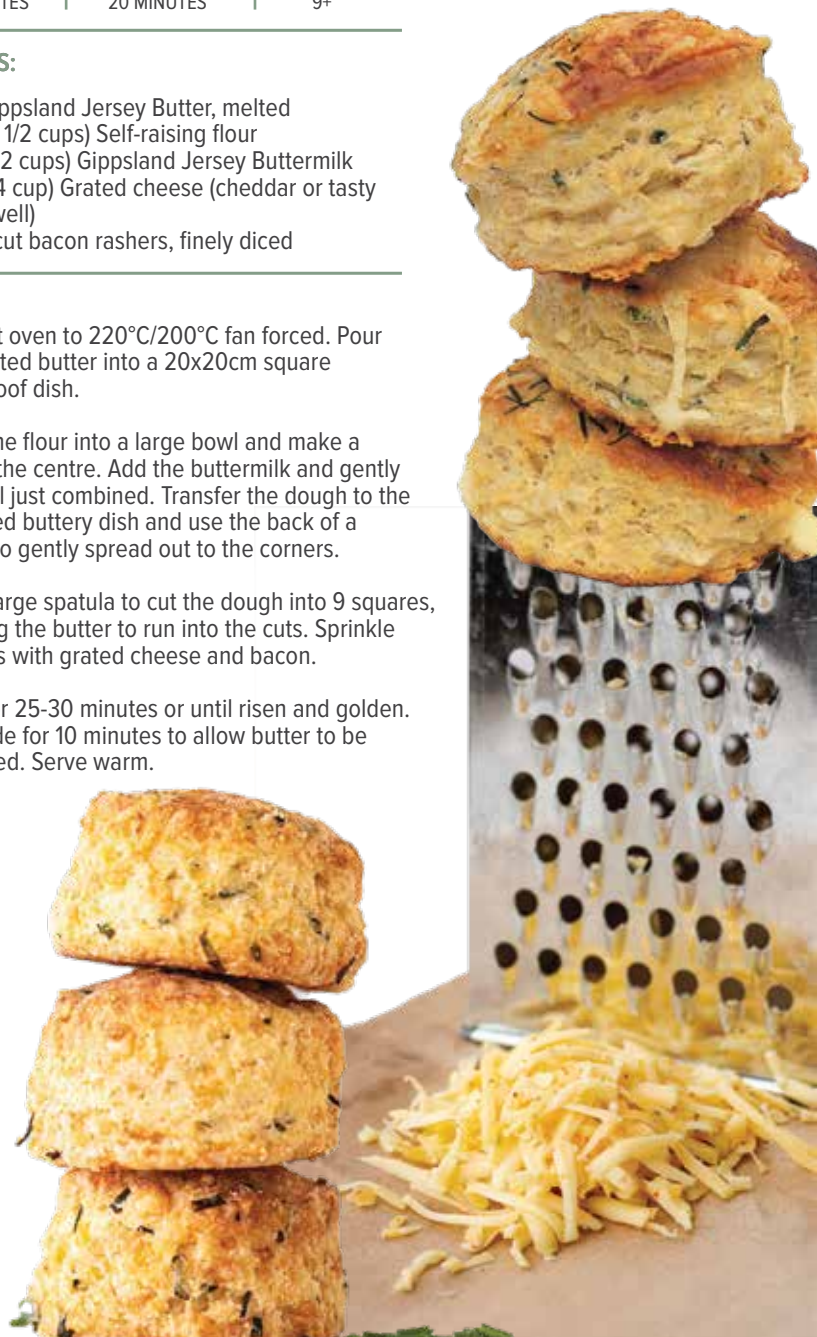 TES 20 MINUTES 9+
S:
ppsland Jersey Butter, melted
1/2 cups) Self-raising flour
2 cups) Gippsland Jersey Buttermilk
4 cup) Grated cheese (cheddar or tasty
well)
cut bacon rashers, finely diced
t oven to 220°C/200°C fan forced. Pour
ted butter into a 20x20cm square
oof dish.
ne flour into a large bowl and make a
the centre. Add the buttermilk and gently
l just combined. Transfer the dough to the
ed buttery dish and use the back of a
o gently spread out to the corners.
arge spatula to cut the dough into 9 squares,
g the butter to run into the cuts. Sprinkle
s with grated cheese and bacon.
r 25-30 minutes or until risen and golden.
de for 10 minutes to allow butter to be
ed. Serve warm.